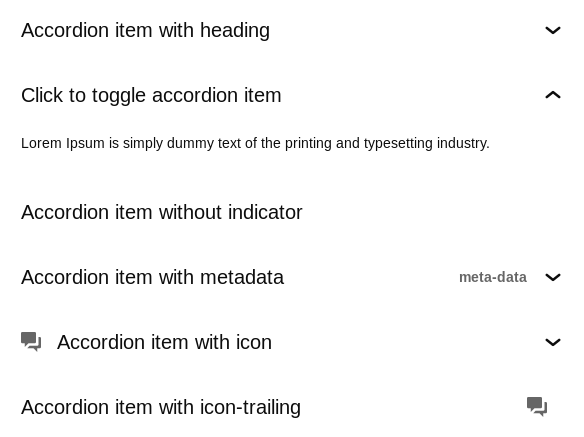 Accordion item with heading
Click to toggle accordion item
Lorem Ipsum is simply dummy text of the printing and typesetting industry.
Accordion item without indicator
Accordion item with metadata meta-data
Accordion item with icon
Accordion item with icon-trailing